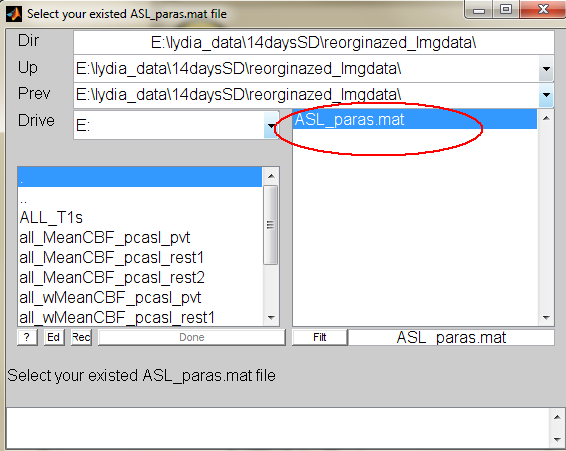 Select your existed ASL_paras.mat file
Dir E:\lydia_data\14daysSD\reorginazed_Imgdata\
Up E:\lydia_data\14daysSD\reorginazed_Imgdata\
Prev E:\lydia_data\14daysSD\reorginazed_Imgdata\
Drive E:
ASL_paras.mat
.
..
ALL_T1s
all_MeanCBF_pcasl_pvt
all_MeanCBF_pcasl_rest1
all_MeanCBF_pcasl_rest2
all_wMeanCBF_pcasl_pvt
all_wMeanCBF_pcasl_rest1
? Ed Rec Done Filt ASL_paras.mat
Select your existed ASL_paras.mat file